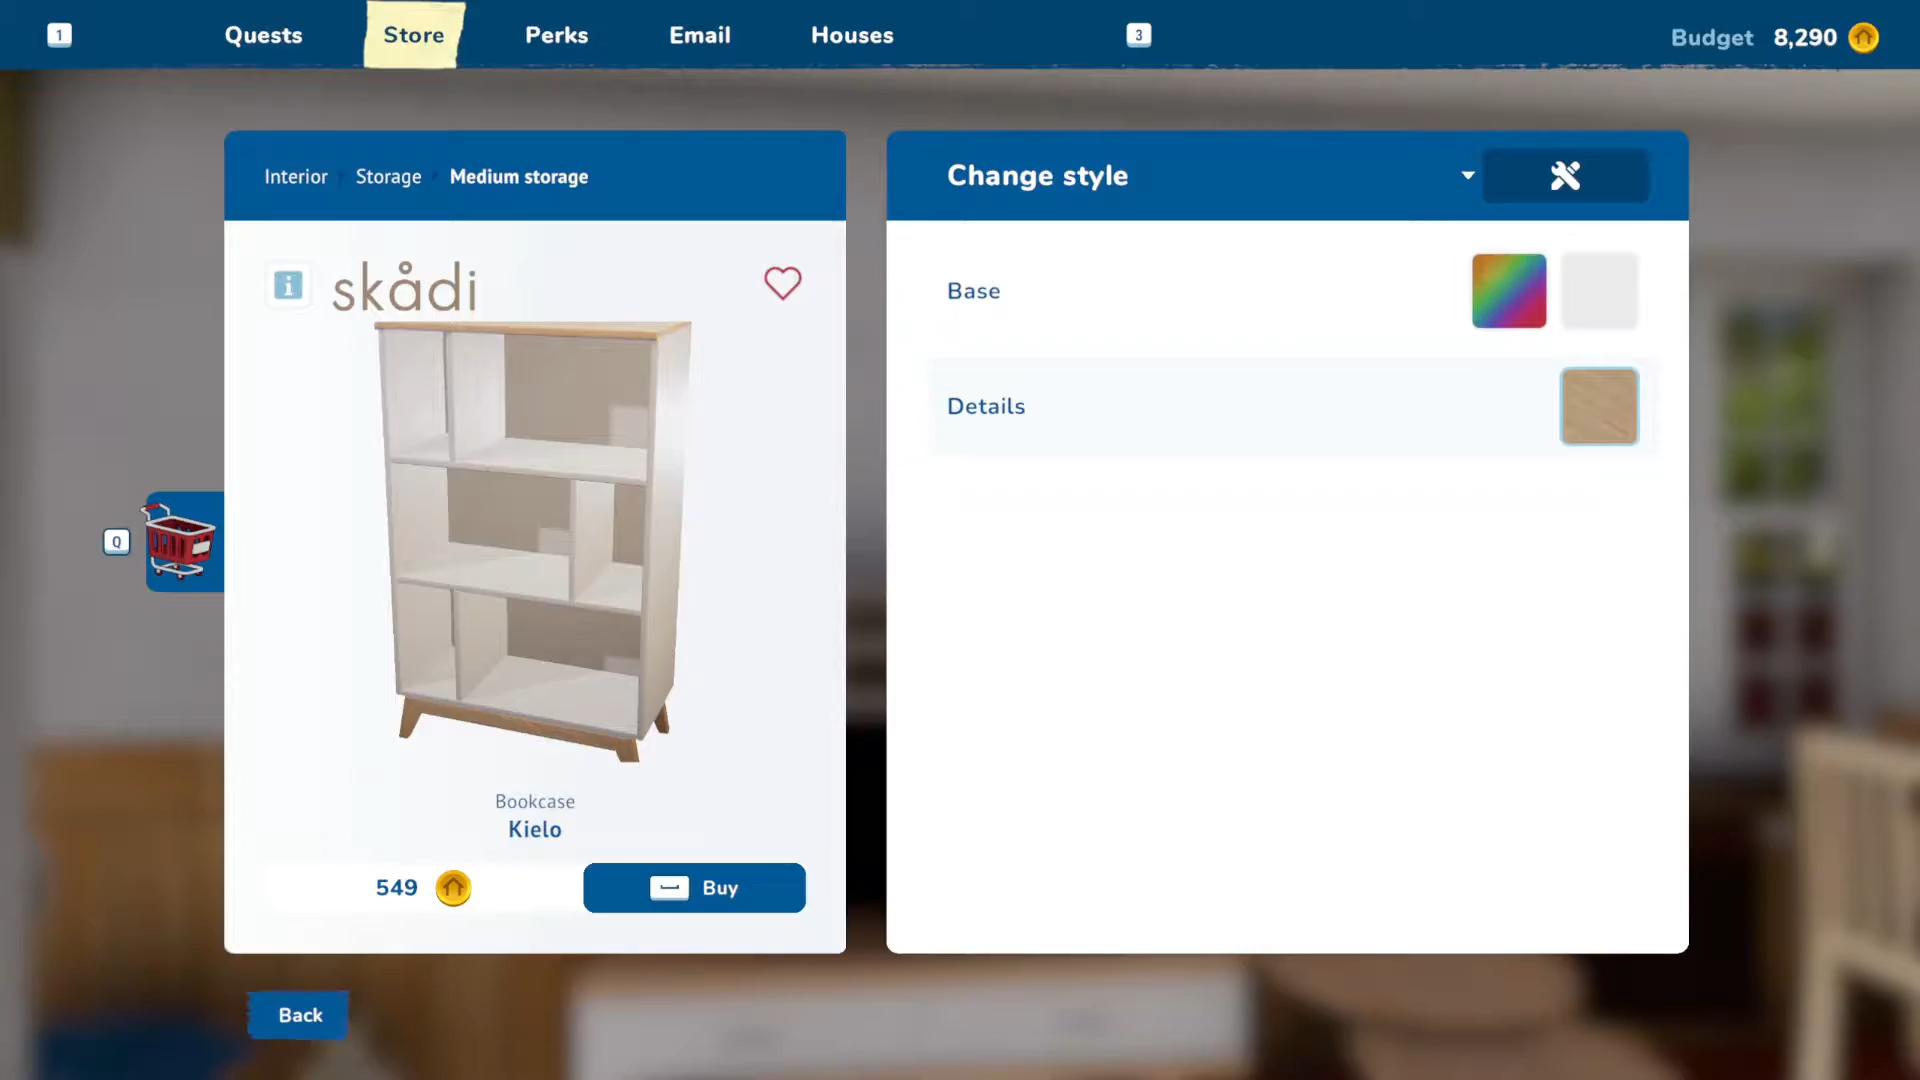 1
Quests
Store
Perks
Email
Houses
3
Budget 8,290
Interior
Storage
Medium storage
i skådi
Bookcase
Kielo
549
Buy
Change style
Base
Details
Q
Back